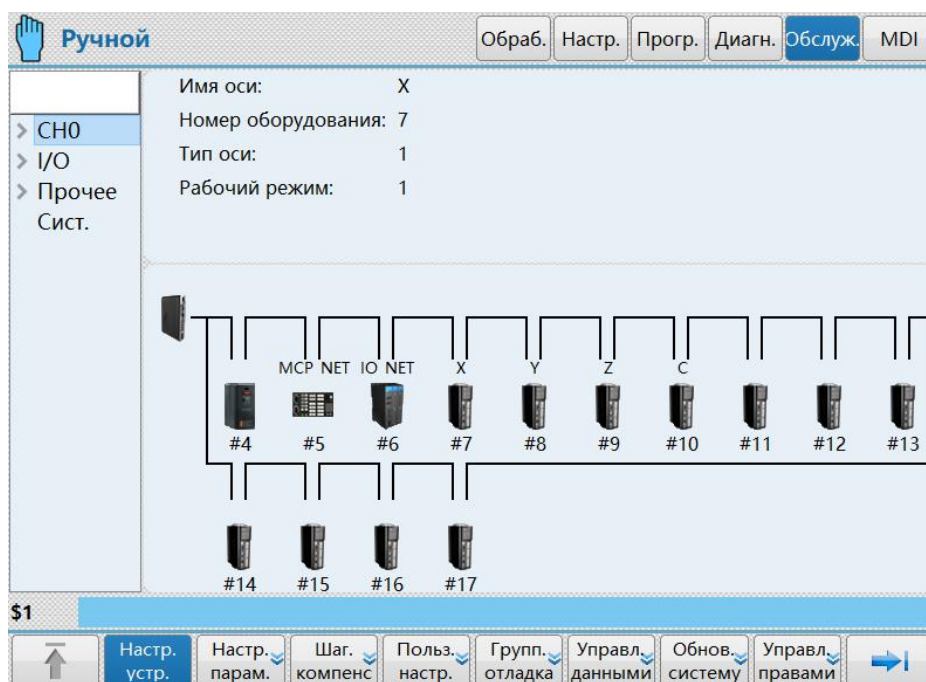 Ручной
Обраб. Настр. Прогр. Диагн. Обслуж. MDI
CH0
I/O
Прочее
Сист.
Имя оси: X
Номер оборудования: 7
Тип оси: 1
Рабочий режим: 1
MCP NET IO NET X Y Z C
#4 #5 #6 #7 #8 #9 #10 #11 #12 #13
#14 #15 #16 #17
$1
Настр. устр.
Настр. парам.
Шаг. компенс
Польз. настр.
Групп. отладка
Управл. данными
Обнов. систему
Управл. правами